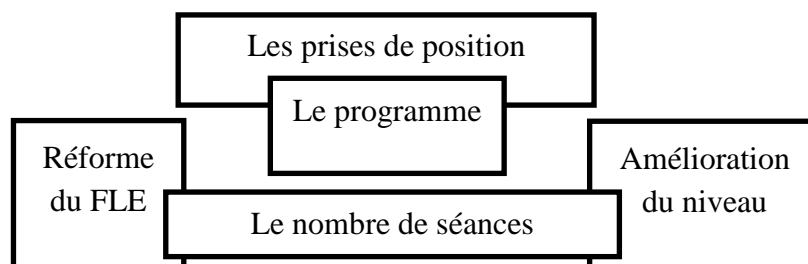 Les prises de position
Le programme
Réforme
du FLE
Amélioration
du niveau
Le nombre de séances